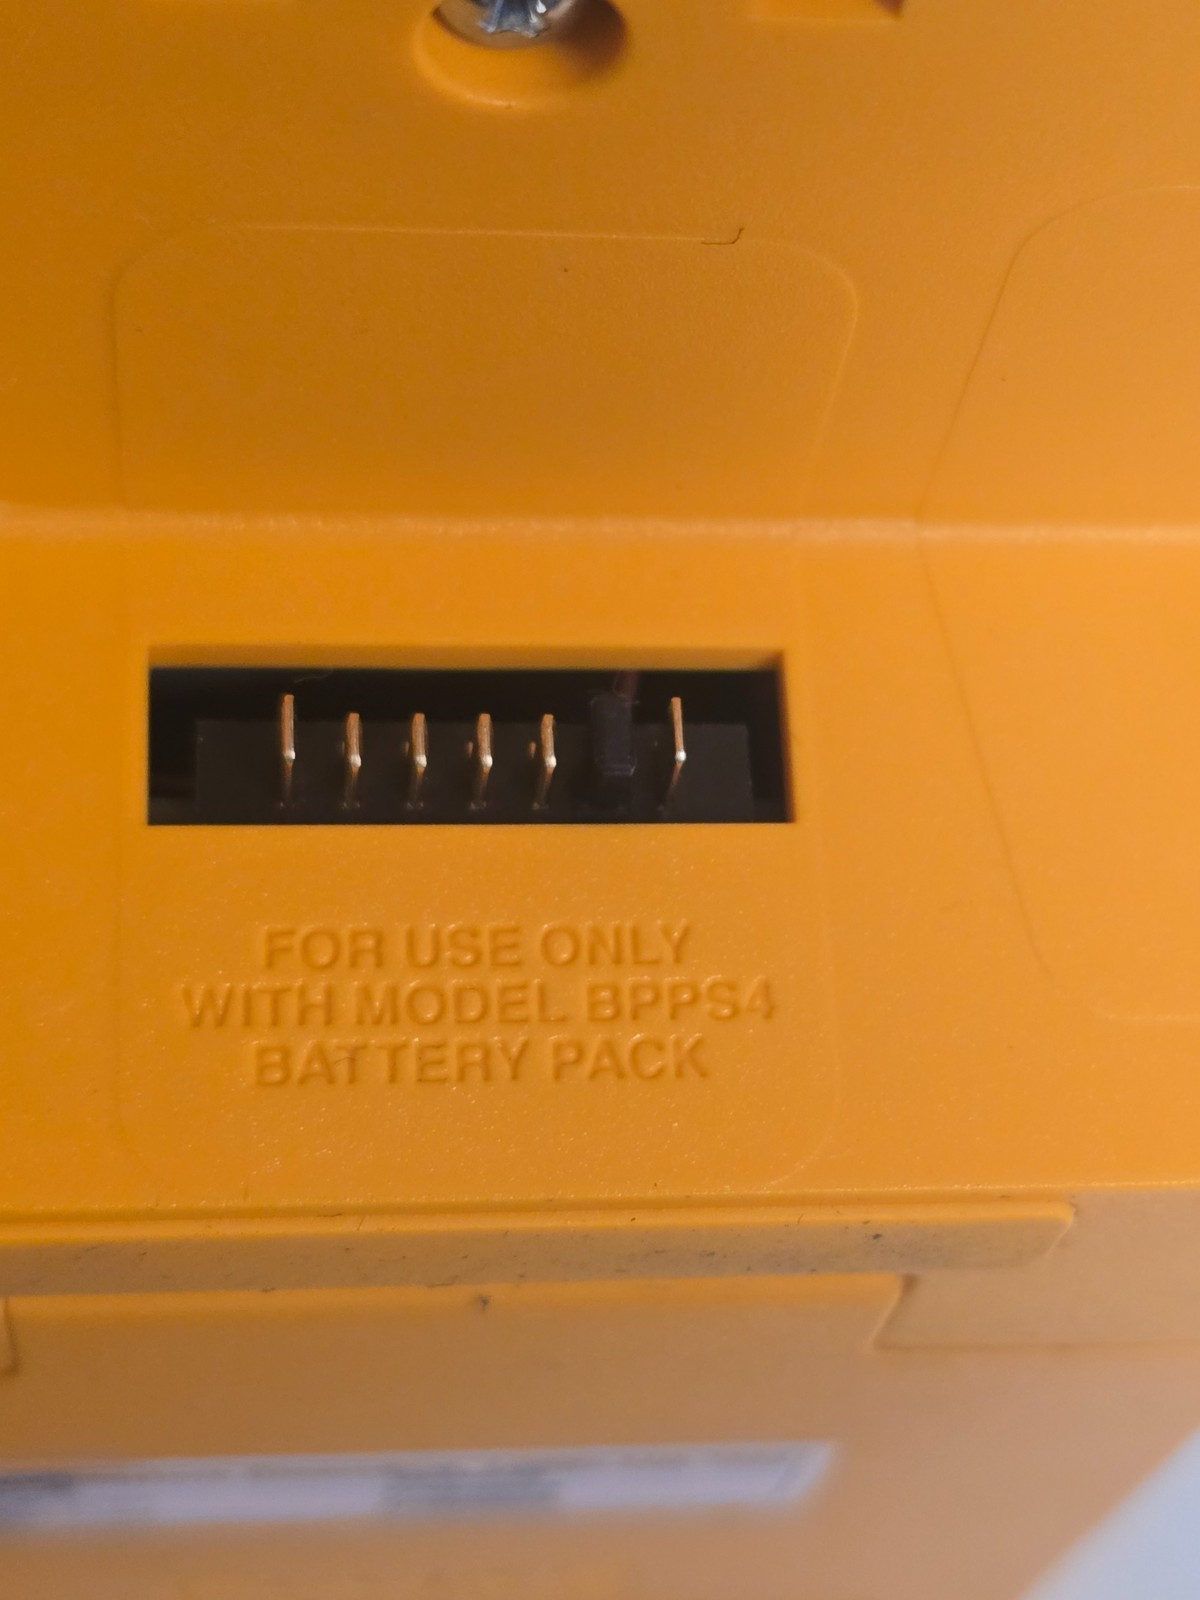 FOR USE ONLY
WITH MODEL BPPS4
BATTERY PACK